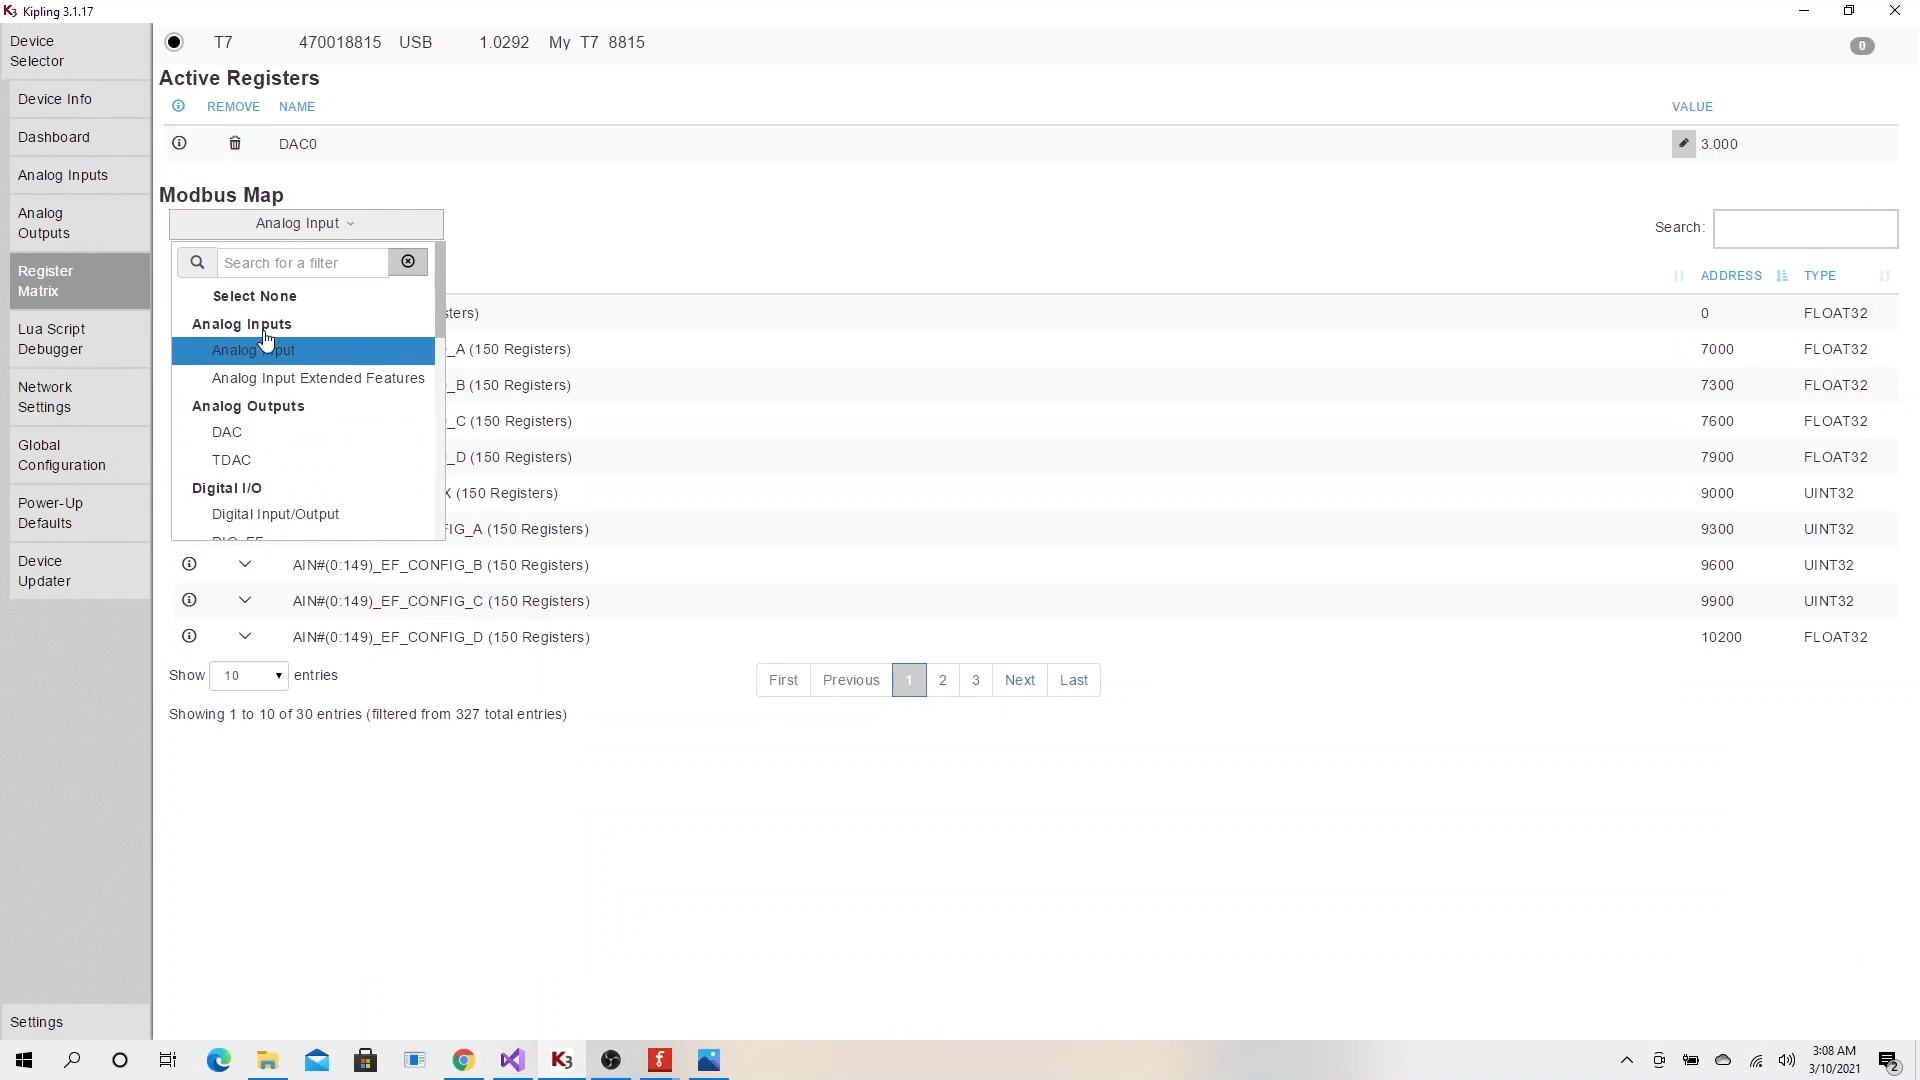 Kipling 3.1.17
Device Selector
Device Info
Dashboard
Analog Inputs
Analog Outputs
Register Matrix
Lua Script Debugger
Network Settings
Global Configuration
Power-Up Defaults
Device Updater
Settings
T7 470018815 USB 1.0292 My T7 8815
0
Active Registers
REMOVE NAME VALUE
DAC0 3.000
Modbus Map
Analog Input
Search:
Search for a filter
Select None
Analog Inputs
Analog Input
Analog Input Extended Features
Analog Outputs
DAC
TDAC
Digital I/O
Digital Input/Output
ADDRESS TYPE
sters) 0 FLOAT32
_A (150 Registers) 7000 FLOAT32
_B (150 Registers) 7300 FLOAT32
_C (150 Registers) 7600 FLOAT32
_D (150 Registers) 7900 FLOAT32
X (150 Registers) 9000 UINT32
FIG_A (150 Registers) 9300 UINT32
AIN#(0:149)_EF_CONFIG_B (150 Registers) 9600 UINT32
AIN#(0:149)_EF_CONFIG_C (150 Registers) 9900 UINT32
AIN#(0:149)_EF_CONFIG_D (150 Registers) 10200 FLOAT32
Show 10 entries
First Previous 1 2 3 Next Last
Showing 1 to 10 of 30 entries (filtered from 327 total entries)
3:08 AM
3/10/2021
2